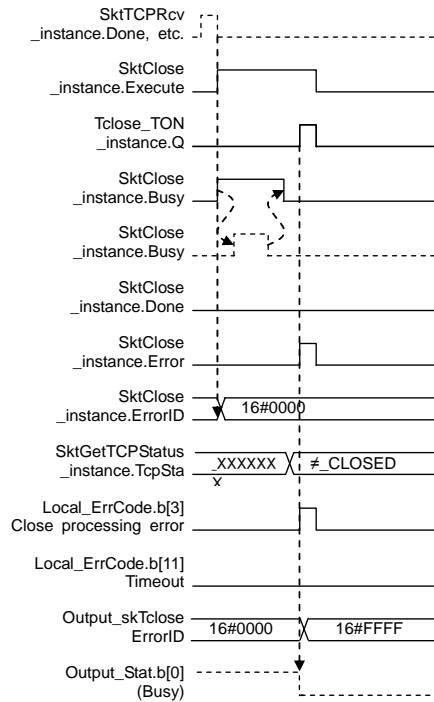 SktTCPRcv
_instance.Done, etc.
SktClose
_instance.Execute
Tclose_TON
_instance.Q
SktClose
_instance.Busy
SktClose
_instance.Busy
SktClose
_instance.Done
SktClose
_instance.Error
SktClose
_instance.ErrorID
16#0000
SktGetTCPStatus
_instance.TcpSta
_XXXXXX
X
≠_CLOSED
Local_ErrCode.b[3]
Close processing error
Local_ErrCode.b[11]
Timeout
Output_skTclose
ErrorID
16#0000
16#FFFF
Output_Stat.b[0]
(Busy)